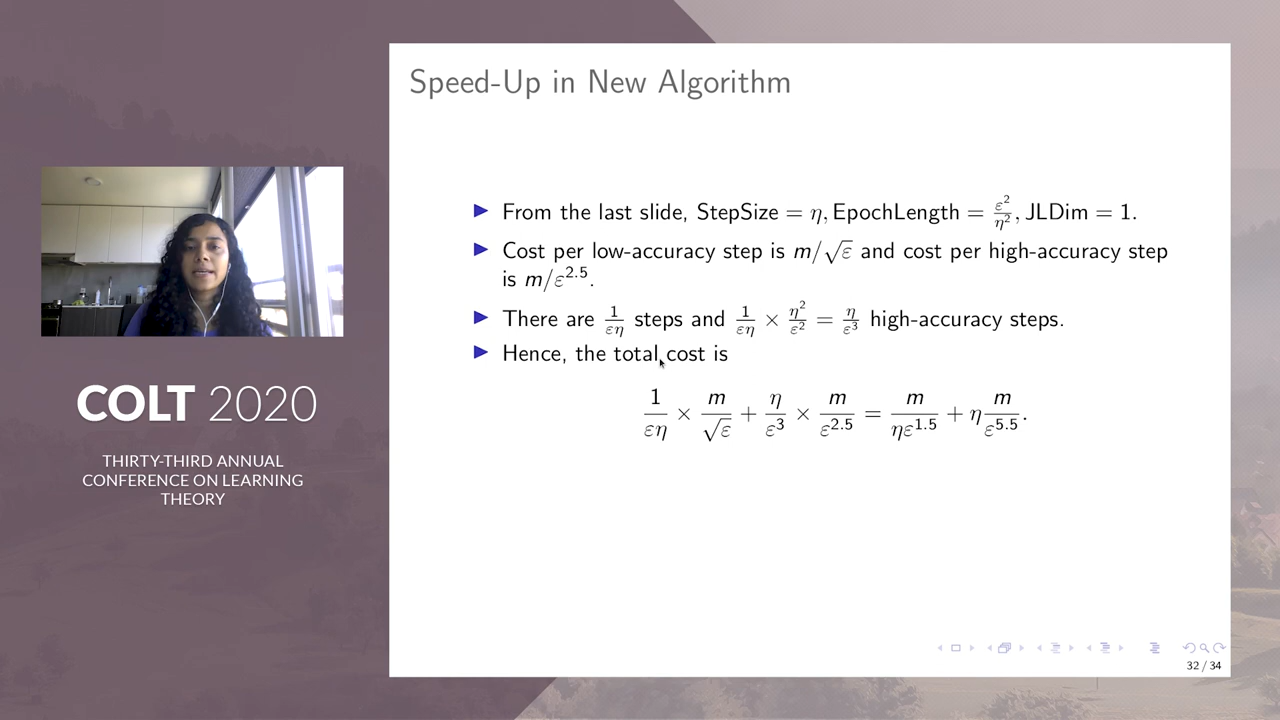 COLT 2020
THIRTY-THIRD ANNUAL
CONFERENCE ON LEARNING
THEORY
Speed-Up in New Algorithm
▶ From the last slide, StepSize = η, EpochLength = ε²/η², JLDim = 1.
▶ Cost per low-accuracy step is m/√ε and cost per high-accuracy step
is m/ε^2.5.
▶ There are 1/(εη) steps and 1/(εη) × η²/ε² = η/ε³ high-accuracy steps.
▶ Hence, the total cost is
1/(εη) × m/√ε + η/ε³ × m/ε^2.5 = m/(ηε^1.5) + η m/ε^5.5.
32 / 34